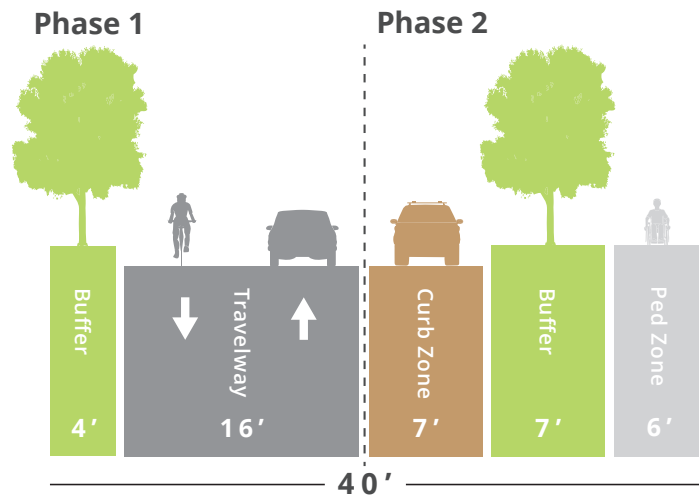 Phase 1
Phase 2
Buffer
4’
Travelway
16’
Curb Zone
7’
Buffer
7’
Ped Zone
6’
40’